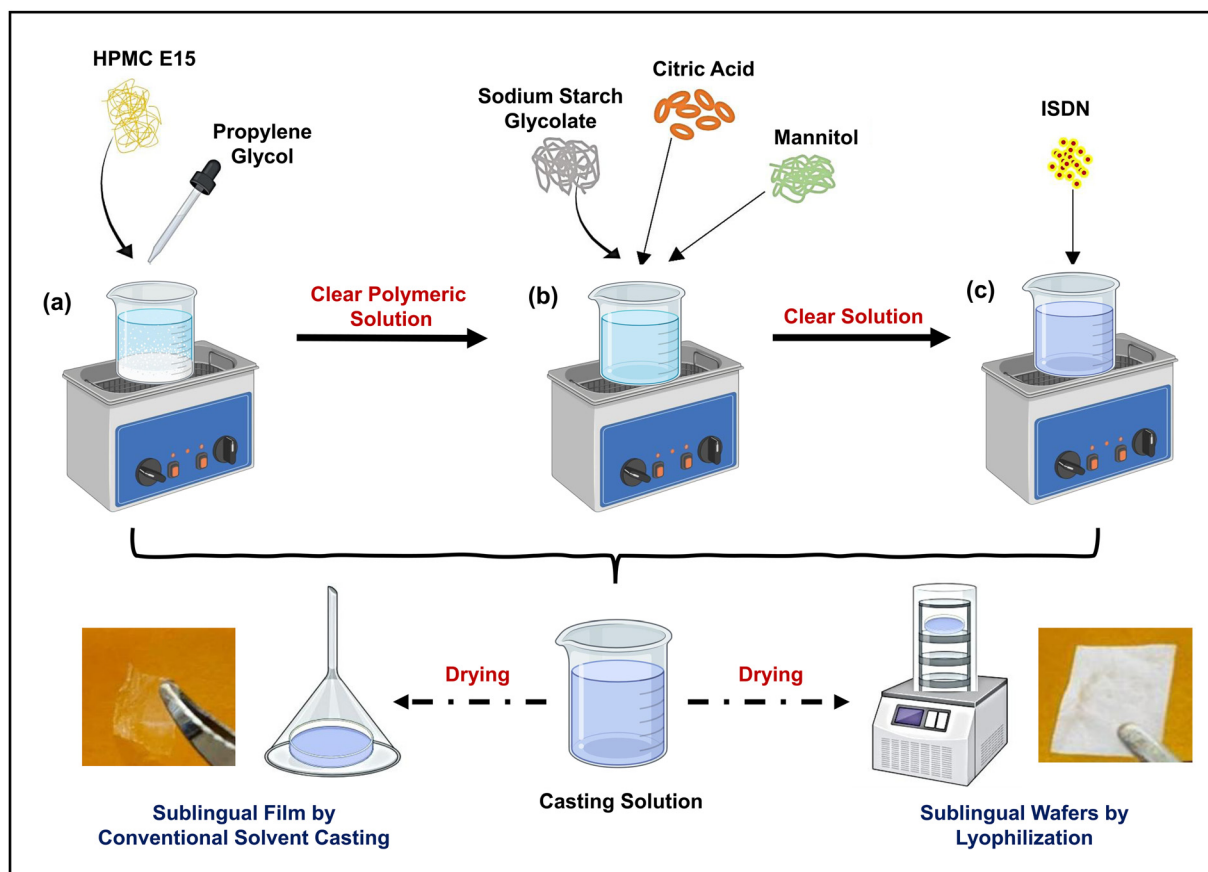 HPMC E15
Propylene
Glycol
Sodium Starch
Glycolate
Citric Acid
Mannitol
ISDN
(a)
Clear Polymeric
Solution
(b)
Clear Solution
(c)
Drying
Drying
Casting Solution
Sublingual Film by
Conventional Solvent Casting
Sublingual Wafers by
Lyophilization